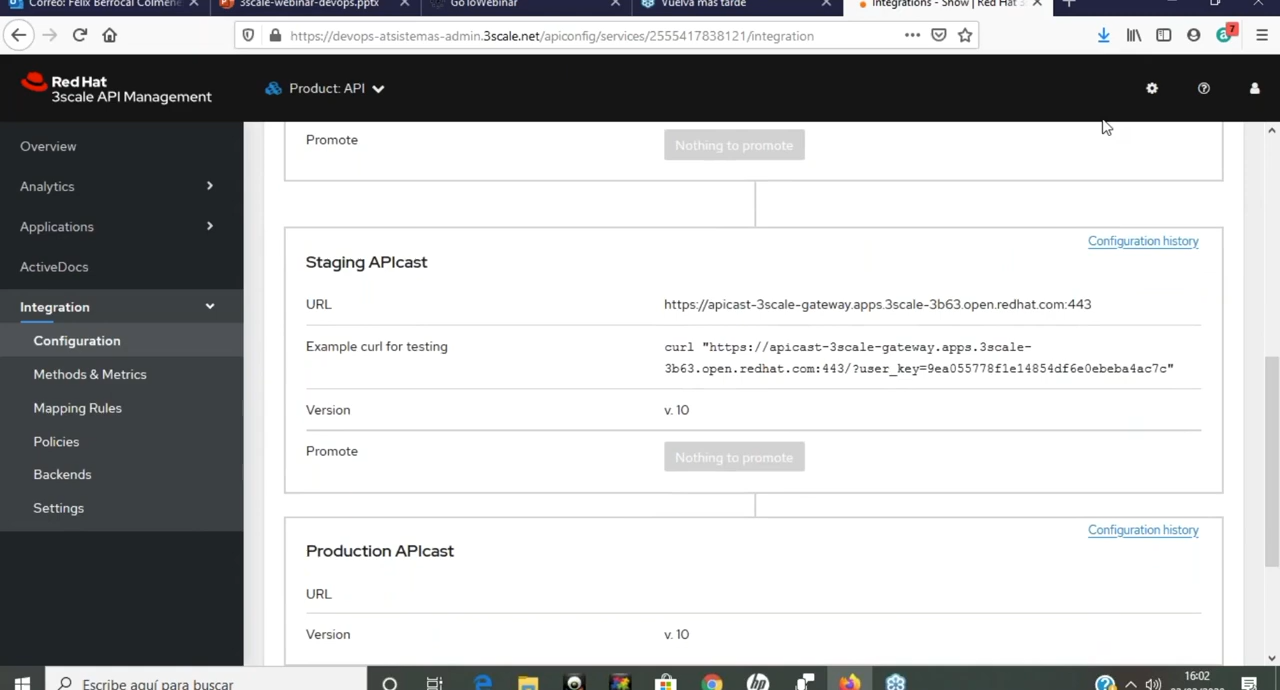 Correo: Félix Berrocal Colmena
3scale-webinar-devops.pptx
GoToWebinar
Vuelva más tarde
Integrations - Show | Red Hat 3
https://devops-atsistemas-admin.3scale.net/apiconfig/services/2555417838121/integration
7
Red Hat
3scale API Management
Product: API
Overview
Analytics
Applications
ActiveDocs
Integration
Configuration
Methods & Metrics
Mapping Rules
Policies
Backends
Settings
Promote
Nothing to promote
Configuration history
Staging APIcast
URL
https://apicast-3scale-gateway.apps.3scale-3b63.open.redhat.com:443
Example curl for testing
curl "https://apicast-3scale-gateway.apps.3scale-
3b63.open.redhat.com:443/?user_key=9ea055778f1e14854df6e0ebeba4ac7c"
Version
v. 10
Promote
Nothing to promote
Configuration history
Production APIcast
URL
Version
v. 10
Escribe aquí para buscar
16:02